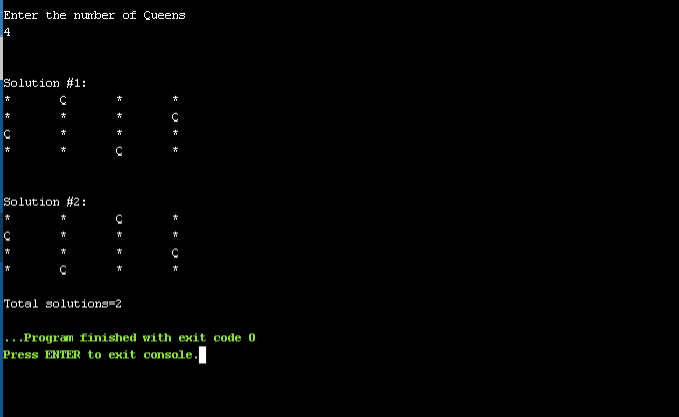 Enter the number of Queens
4
Solution #1:
* Q * *
* * * Q
Q * * *
* * Q *
Solution #2:
* * Q *
Q * * *
* * * Q
* Q * *
Total solutions=2
...Program finished with exit code 0
Press ENTER to exit console.